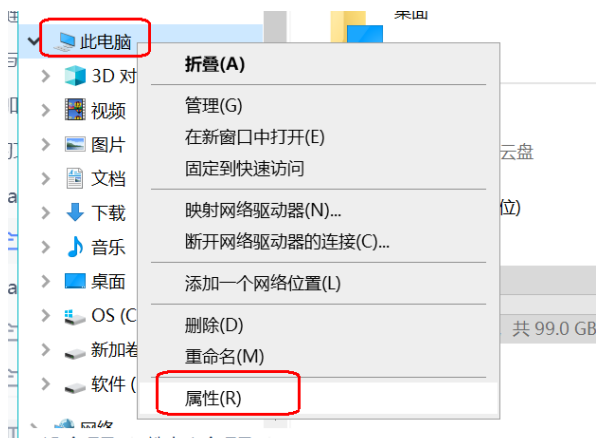 桌面
此电脑
折叠(A)
3D 对
管理(G)
视频
在新窗口中打开(E)
图片
云盘
固定到快速访问
文档
映射网络驱动器(N)...
位)
下载
断开网络驱动器的连接(C)...
音乐
添加一个网络位置(L)
桌面
OS (C
删除(D)
共 99.0 GB
新加卷
重命名(M)
软件 (
属性(R)
网络